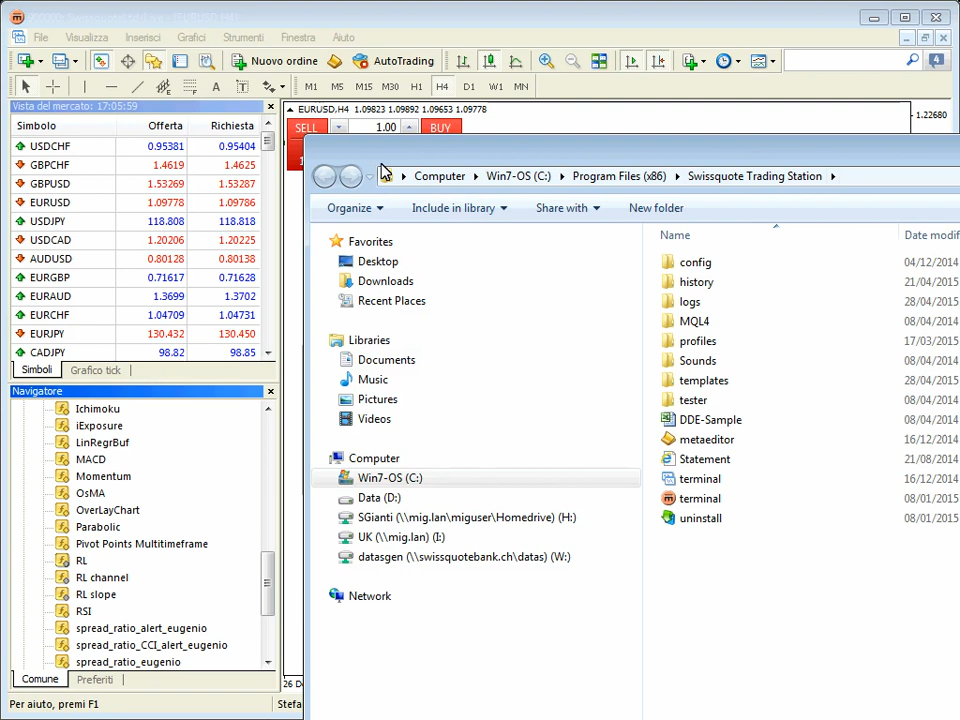 File Visualizza Inserisci Grafici Strumenti Finestra Aiuto
Nuovo ordine AutoTrading 4
A T M1 M5 M15 M30 H1 H4 D1 W1 MN
Vista del mercato: 17:05:59
Simbolo Offerta Richiesta
USDCHF 0.95381 0.95404
GBPCHF 1.4619 1.4625
GBPUSD 1.53269 1.53287
EURUSD 1.09778 1.09786
USDJPY 118.808 118.818
USDCAD 1.20206 1.20225
AUDUSD 0.80128 0.80138
EURGBP 0.71617 0.71628
EURAUD 1.3699 1.3702
EURCHF 1.04709 1.04731
EURJPY 130.432 130.450
CADJPY 98.82 98.85
Simboli Grafico tick
Navigatore
Ichimoku
iExposure
LinRegrBuf
MACD
Momentum
OsMA
OverLayChart
Parabolic
Pivot Points Multitimeframe
RL
RL channel
RL slope
RSI
spread_ratio_alert_eugenio
spread_ratio_CCI_alert_eugenio
spread_ratio_eugenio
Comune Preferiti
Per aiuto, premi F1
EURUSD,H4 1.09823 1.09892 1.09653 1.09778
1.22680
SELL 1.00 BUY
Computer Win7-OS (C:) Program Files (x86) Swissquote Trading Station
Organize Include in library Share with New folder
Favorites
Desktop
Downloads
Recent Places
Libraries
Documents
Music
Pictures
Videos
Computer
Win7-OS (C:)
Data (D:)
SGianti (\\mig.lan\miguser\Homedrive) (H:)
UK (\\mig.lan) (I:)
datasgen (\\swissquotebank.ch\datas) (W:)
Network
Name Date modif
config 04/12/2014
history 21/04/2015
logs 28/04/2015
MQL4 08/04/2014
profiles 17/03/2015
Sounds 08/04/2014
templates 28/04/2015
tester 08/04/2014
DDE-Sample 08/04/2014
metaeditor 16/12/2014
Statement 21/08/2014
terminal 16/12/2014
terminal 08/01/2015
uninstall 08/01/2015
26 D
Stefa